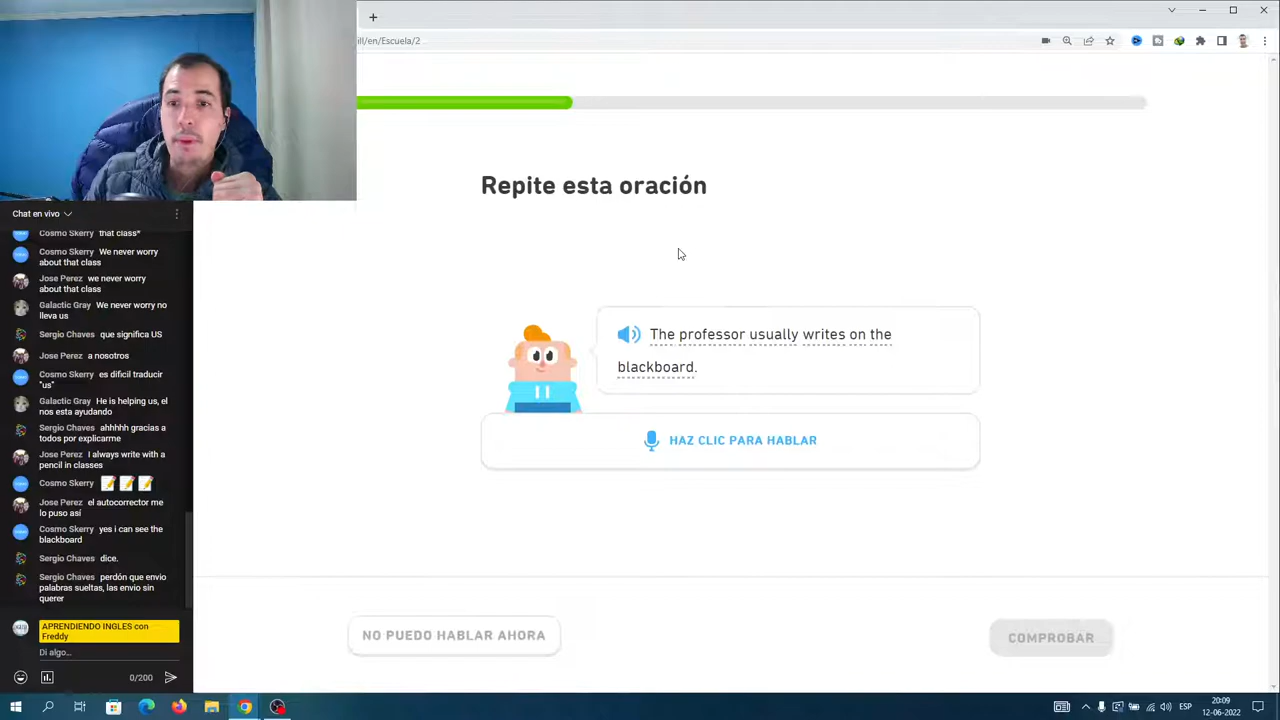 +
ill/en/Escuela/2
Repite esta oración
The professor usually writes on the
blackboard.
HAZ CLIC PARA HABLAR
NO PUEDO HABLAR AHORA
COMPROBAR
Chat en vivo
Cosmo Skerry that class*
Cosmo Skerry We never worry
about that class
Jose Perez we never worry
about that class
Galactic Gray We never worry no
lleva us
Sergio Chaves que significa US
Jose Perez a nosotros
Cosmo Skerry es dificil traducir
"us"
Galactic Gray He is helping us, el
nos esta ayudando
Sergio Chaves ahhhhh gracias a
todos por explicarme
Jose Perez I always write with a
pencil in classes
Cosmo Skerry
Jose Perez el autocorrector me
lo puso así
Cosmo Skerry yes i can see the
blackboard
Sergio Chaves dice.
Sergio Chaves perdón que envio
palabras sueltas, las envio sin
querer
APRENDIENDO INGLES con
Freddy
Di algo...
0/200
ESP
20:09
12-06-2022